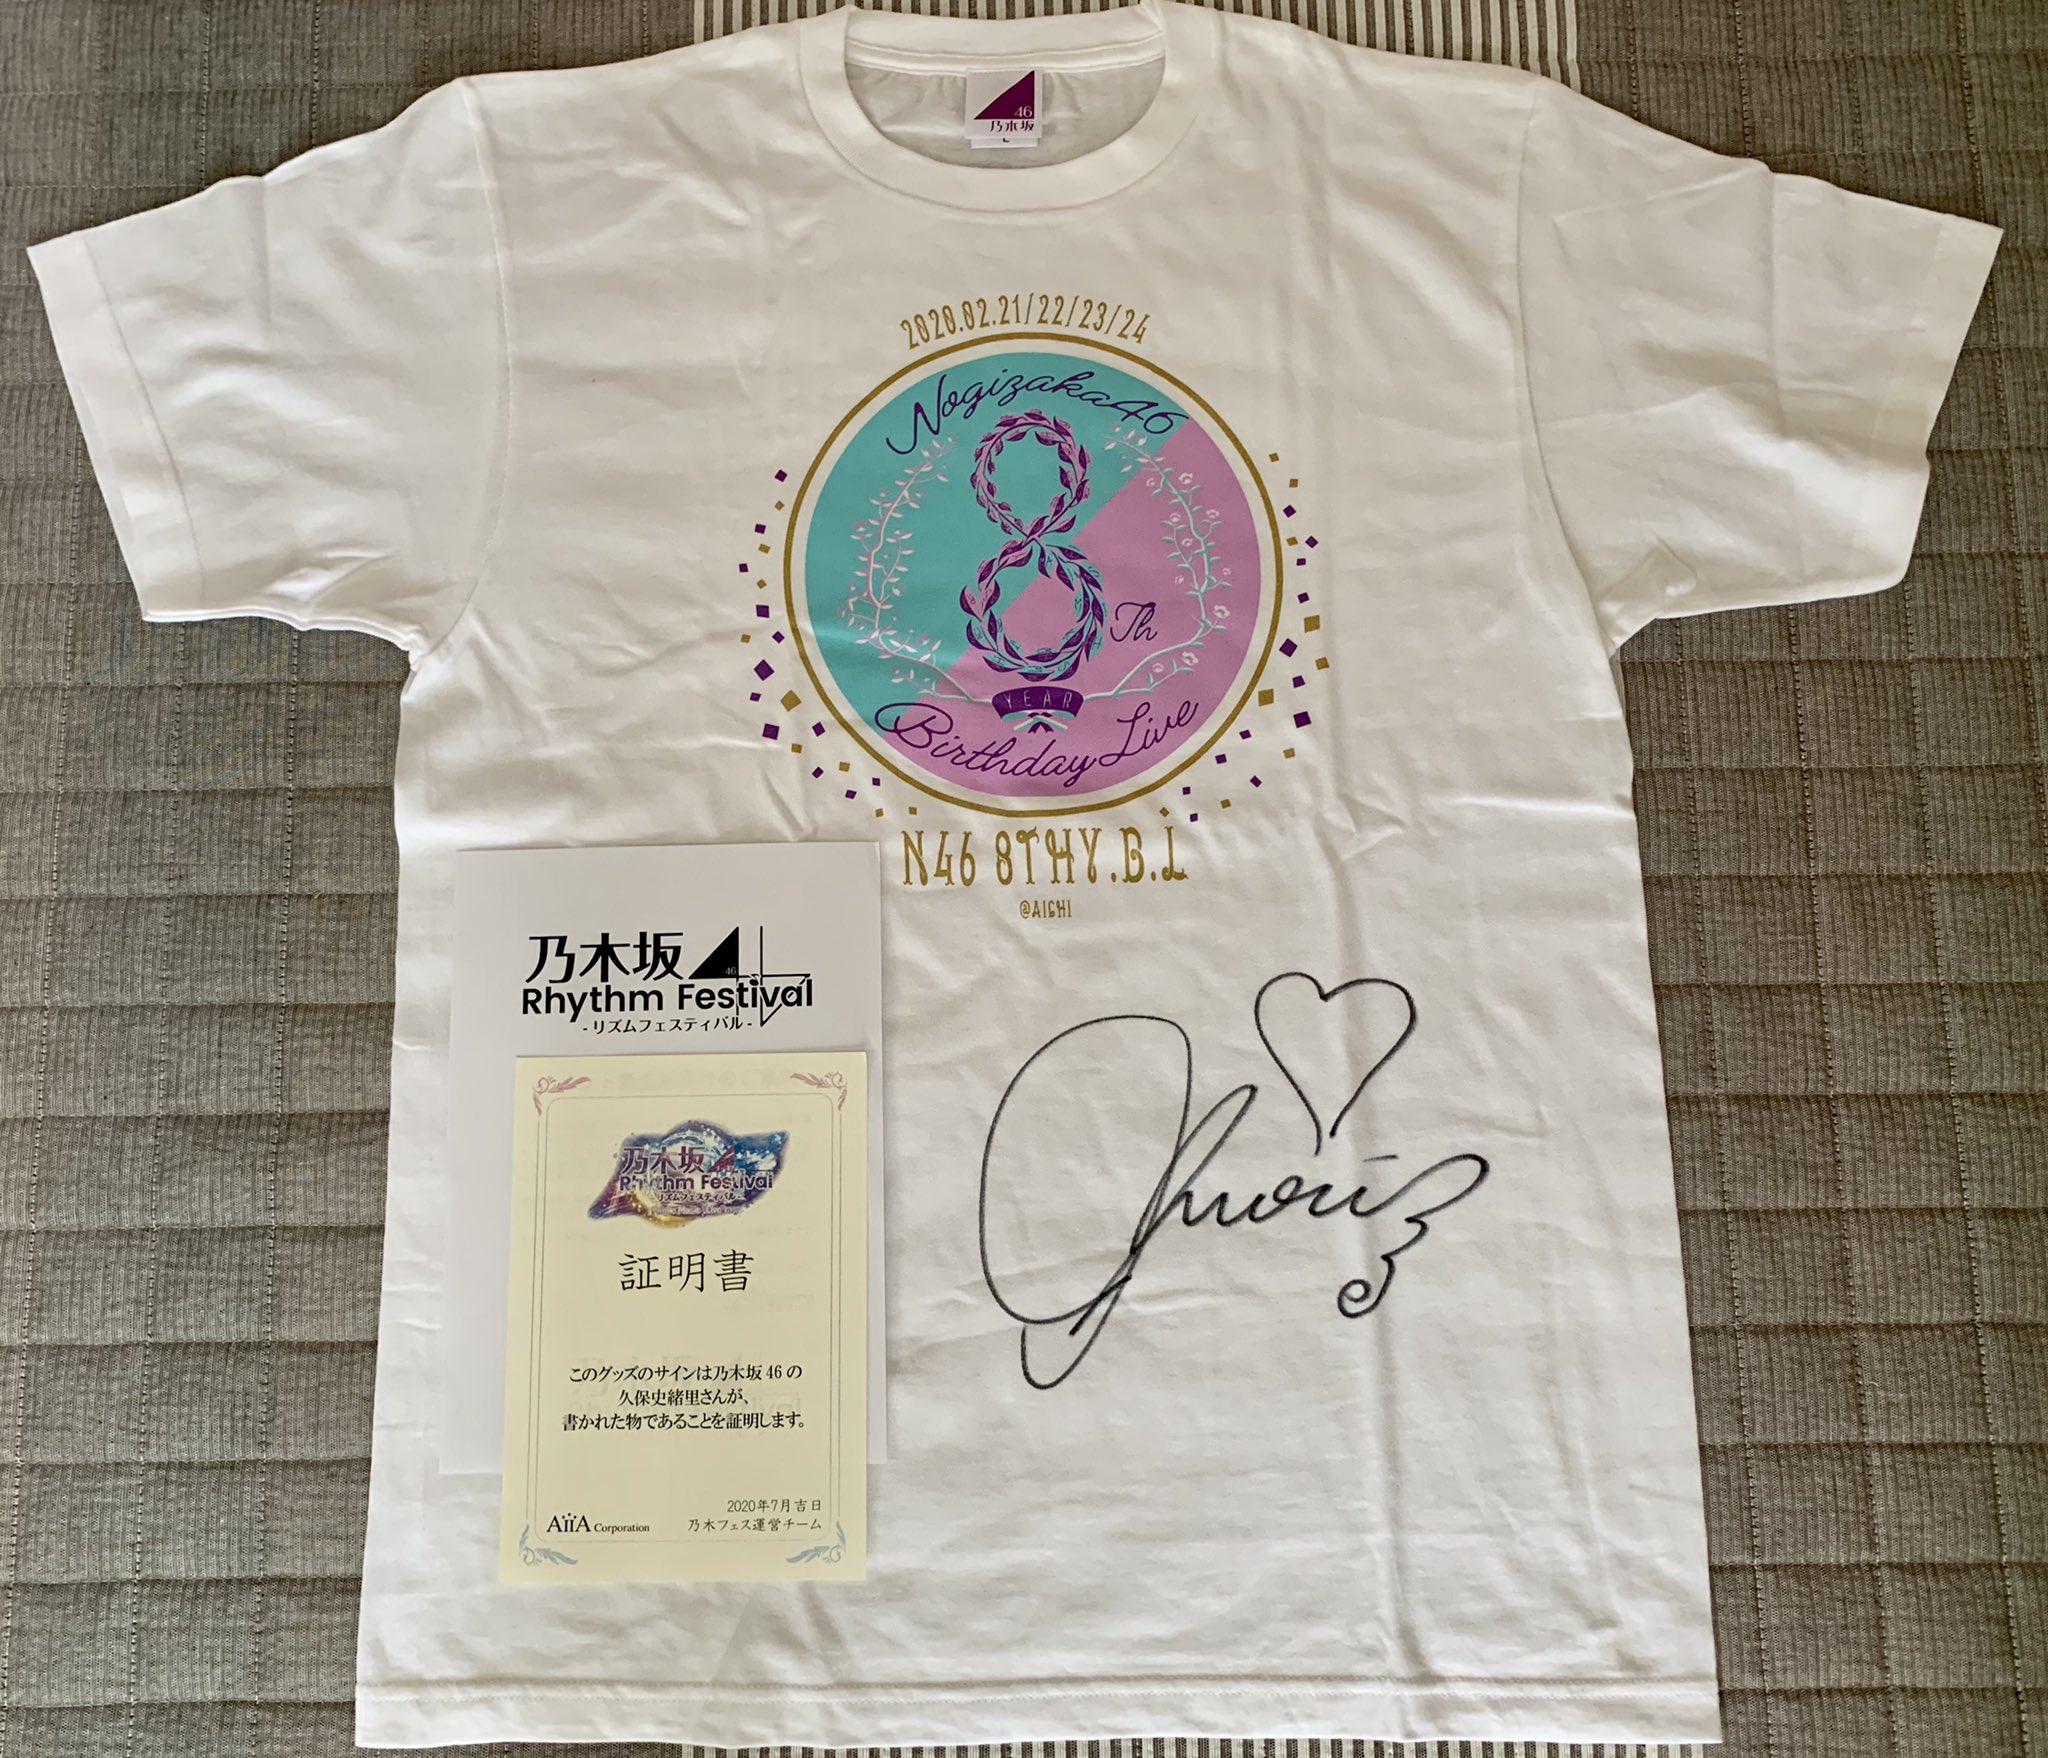 46
乃木坂
L
2020.02.21/22/23/24
Nogizaka46
8Th
YEAR
Birthday Live
N46 8THY.B.L
@AICHI
乃木坂46
Rhythm Festival
-リズムフェスティバル-
乃木坂
Rhythm Festival
-リズムフェスティバル-
証明書
このグッズのサインは乃木坂46の
久保史緒里さんが、
書かれた物であることを証明します。
2020年7月吉日
AiiA Corporation
乃木フェス運営チーム